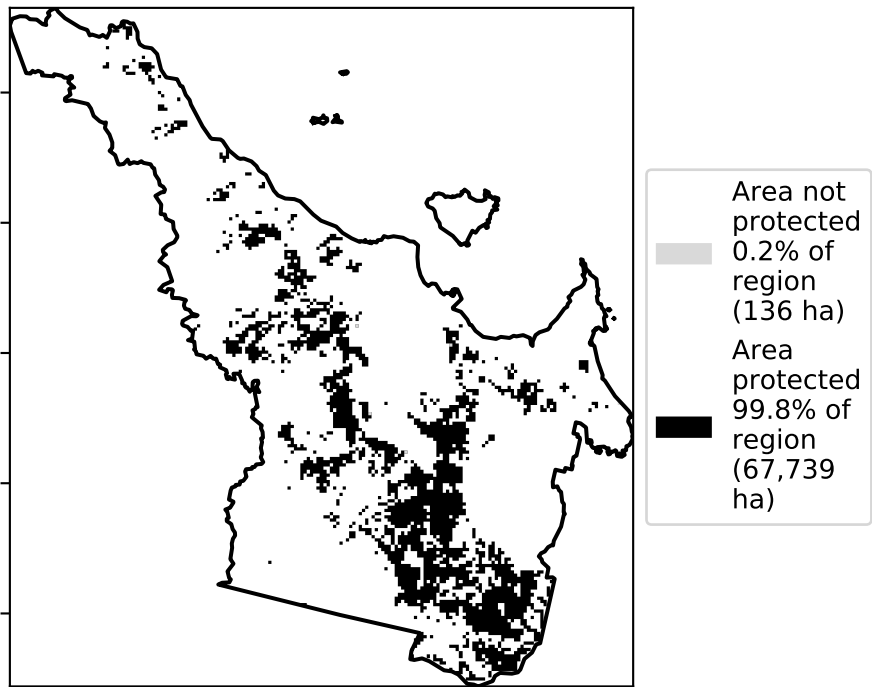 Area not
protected
0.2% of
region
(136 ha)
Area
protected
99.8% of
region
(67,739
ha)